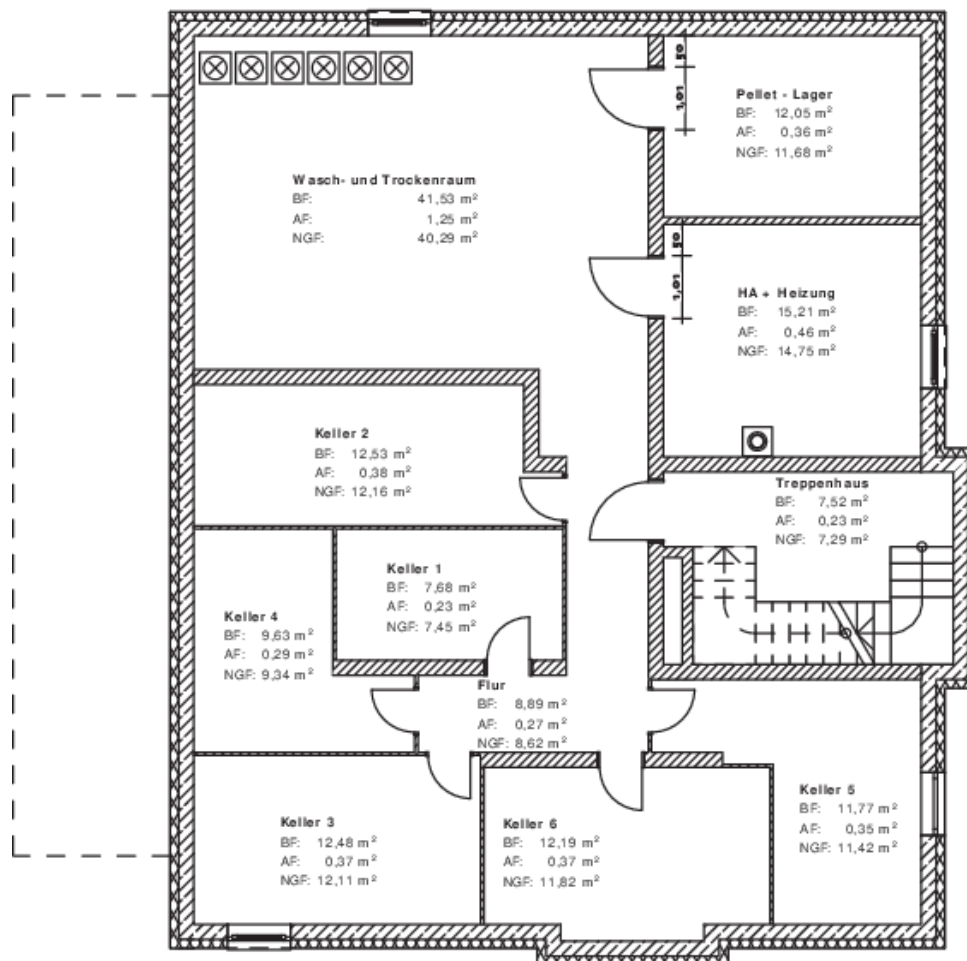 50
1,01
Pellet - Lager
BF: 12,05 m²
AF: 0,36 m²
NGF: 11,68 m²
Wasch- und Trockenraum
BF: 41,53 m²
AF: 1,25 m²
NGF: 40,29 m²
50
1,01
HA + Heizung
BF: 15,21 m²
AF: 0,46 m²
NGF: 14,75 m²
Keller 2
BF: 12,53 m²
AF: 0,38 m²
NGF: 12,16 m²
Treppenhaus
BF: 7,52 m²
AF: 0,23 m²
NGF: 7,29 m²
Keller 1
BF: 7,68 m²
AF: 0,23 m²
NGF: 7,45 m²
Keller 4
BF: 9,63 m²
AF: 0,29 m²
NGF: 9,34 m²
Flur
BF: 8,89 m²
AF: 0,27 m²
NGF: 8,62 m²
Keller 5
BF: 11,77 m²
AF: 0,35 m²
NGF: 11,42 m²
Keller 3
BF: 12,48 m²
AF: 0,37 m²
NGF: 12,11 m²
Keller 6
BF: 12,19 m²
AF: 0,37 m²
NGF: 11,82 m²